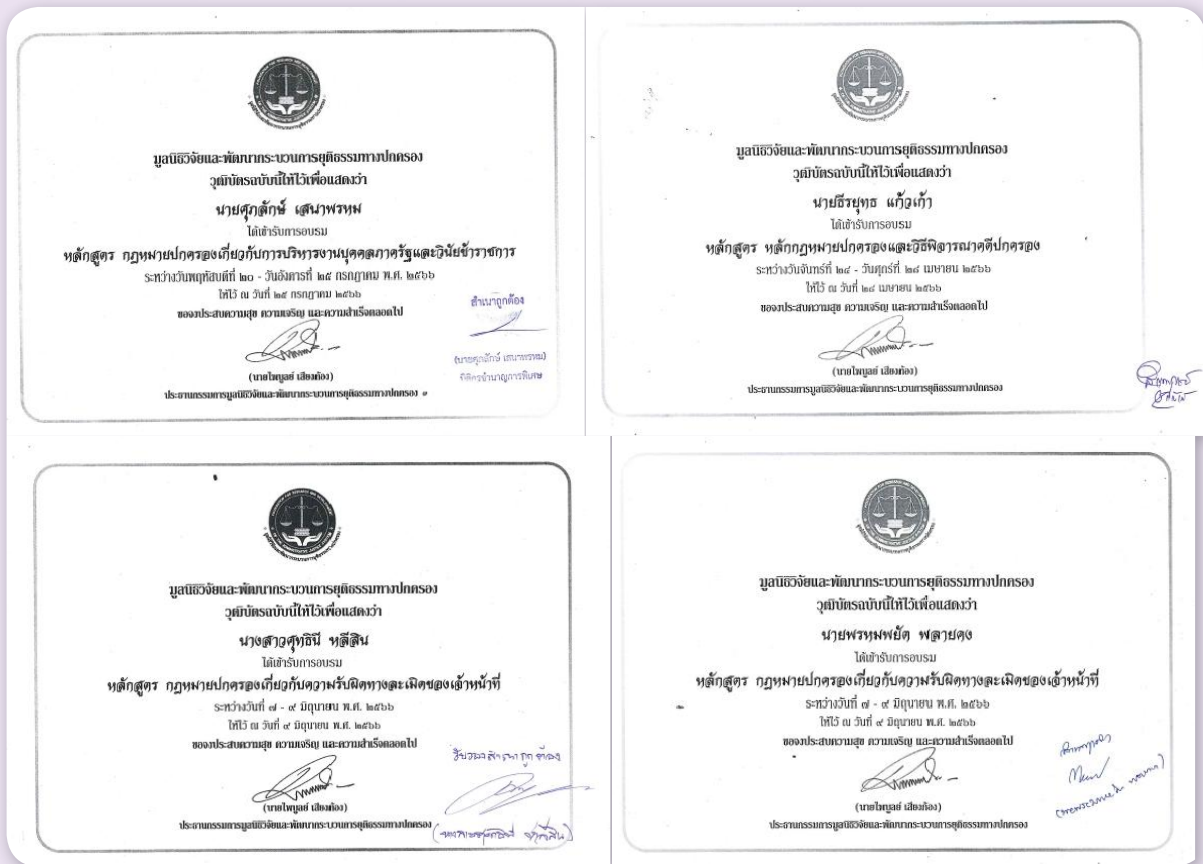 มูลนิธิวิจัยและพัฒนากระบวนการยุติธรรมทางปกครอง
วุฒิบัตรฉบับนี้ให้ไว้เพื่อแสดงว่า
นายศุภลักษ์ เสนาพรหม
ได้เข้ารับการอบรม
หลักสูตร กฎหมายปกครองเกี่ยวกับการบริหารงานบุคคลภาครัฐและวินัยข้าราชการ
ระหว่างวันพฤหัสบดีที่ ๒๐ - วันอังคารที่ ๒๕ กรกฎาคม พ.ศ. ๒๕๖๖
ให้ไว้ ณ วันที่ ๒๕ กรกฎาคม ๒๕๖๖
ขอจงประสบความสุข ความเจริญ และความสำเร็จตลอดไป
(นายไพบูลย์ เสียงก้อง)
ประธานกรรมการมูลนิธิวิจัยและพัฒนากระบวนการยุติธรรมทางปกครอง
สำเนาถูกต้อง
(นายศุภลักษ์ เสนาพรหม)
นิติกรชำนาญการพิเศษ
มูลนิธิวิจัยและพัฒนากระบวนการยุติธรรมทางปกครอง
วุฒิบัตรฉบับนี้ให้ไว้เพื่อแสดงว่า
นายธีรยุทธ แก้วเก้า
ได้เข้ารับการอบรม
หลักสูตร หลักกฎหมายปกครองและวิธีพิจารณาคดีปกครอง
ระหว่างวันจันทร์ที่ ๒๔ - วันศุกร์ที่ ๒๘ เมษายน ๒๕๖๖
ให้ไว้ ณ วันที่ ๒๘ เมษายน ๒๕๖๖
ขอจงประสบความสุข ความเจริญ และความสำเร็จตลอดไป
(นายไพบูลย์ เสียงก้อง)
ประธานกรรมการมูลนิธิวิจัยและพัฒนากระบวนการยุติธรรมทางปกครอง
มูลนิธิวิจัยและพัฒนากระบวนการยุติธรรมทางปกครอง
วุฒิบัตรฉบับนี้ให้ไว้เพื่อแสดงว่า
นางสาวศุทธินี หลีสิน
ได้เข้ารับการอบรม
หลักสูตร กฎหมายปกครองเกี่ยวกับความรับผิดทางละเมิดของเจ้าหน้าที่
ระหว่างวันที่ ๗ - ๙ มิถุนายน พ.ศ. ๒๕๖๖
ให้ไว้ ณ วันที่ ๙ มิถุนายน พ.ศ. ๒๕๖๖
ขอจงประสบความสุข ความเจริญ และความสำเร็จตลอดไป
(นายไพบูลย์ เสียงก้อง)
ประธานกรรมการมูลนิธิวิจัยและพัฒนากระบวนการยุติธรรมทางปกครอง
รับรองสำเนาถูกต้อง
(นางสาวศุทธินี หลีสิน)
มูลนิธิวิจัยและพัฒนากระบวนการยุติธรรมทางปกครอง
วุฒิบัตรฉบับนี้ให้ไว้เพื่อแสดงว่า
นายพรหมพยัต พลายคง
ได้เข้ารับการอบรม
หลักสูตร กฎหมายปกครองเกี่ยวกับความรับผิดทางละเมิดของเจ้าหน้าที่
ระหว่างวันที่ ๗ - ๙ มิถุนายน พ.ศ. ๒๕๖๖
ให้ไว้ ณ วันที่ ๙ มิถุนายน พ.ศ. ๒๕๖๖
ขอจงประสบความสุข ความเจริญ และความสำเร็จตลอดไป
(นายไพบูลย์ เสียงก้อง)
ประธานกรรมการมูลนิธิวิจัยและพัฒนากระบวนการยุติธรรมทางปกครอง